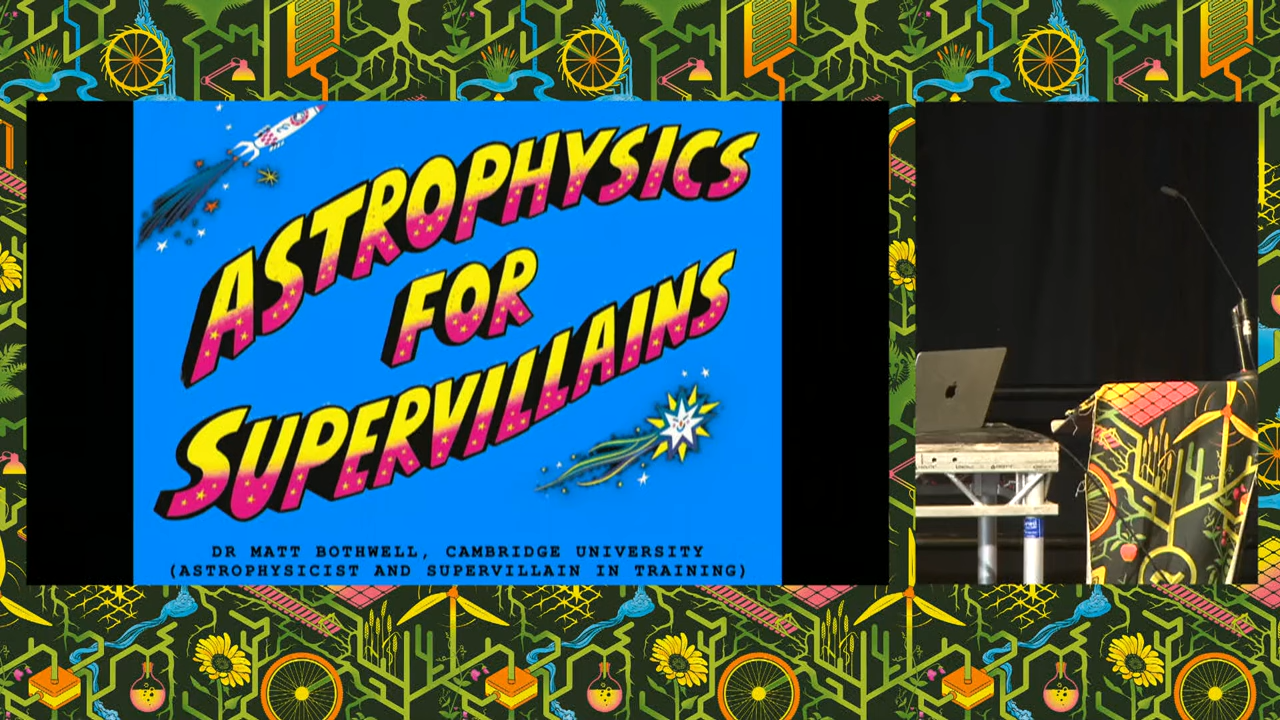 ASTROPHYSICS
FOR
SUPERVILLAINS
DR MATT BOTHWELL, CAMBRIDGE UNIVERSITY
(ASTROPHYSICIST AND SUPERVILLAIN IN TRAINING)